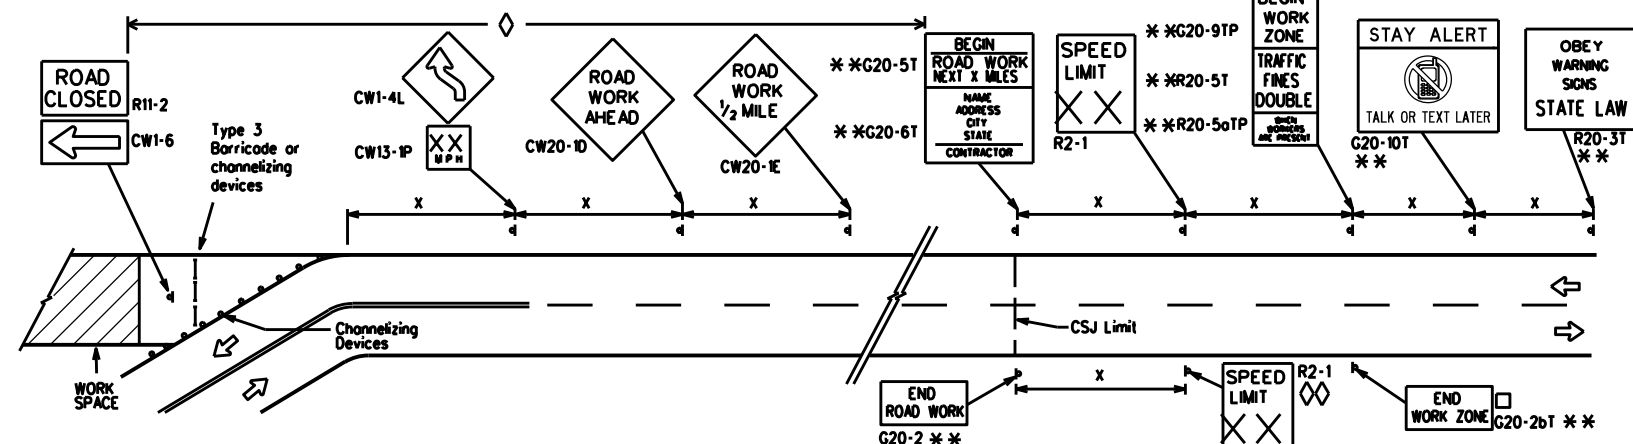 ROAD
CLOSED
R11-2
CW1-6
Type 3
Barricade or
channelizing
devices
CW1-4L
CW13-1P
XX
MPH
ROAD
WORK
AHEAD
CW20-1D
ROAD
WORK
1/2 MILE
CW20-1E
* *G20-5T
* *G20-6T
BEGIN
ROAD WORK
NEXT X MILES
NAME
ADDRESS
CITY
STATE
CONTRACTOR
SPEED
LIMIT
X X
R2-1
* *G20-9TP
* *R20-5T
* *R20-5aTP
BEGIN
WORK
ZONE
TRAFFIC
FINES
DOUBLE
WHEN
WORKERS
ARE PRESENT
STAY ALERT
TALK OR TEXT LATER
G20-10T
* *
OBEY
WARNING
SIGNS
STATE LAW
R20-3T
* *
X
X
X
X
X
X
X
Channelizing
Devices
CSJ Limit
WORK
SPACE
END
ROAD WORK
G20-2 * *
X
SPEED
LIMIT
X X
R2-1
END
WORK ZONE
G20-2bT * *